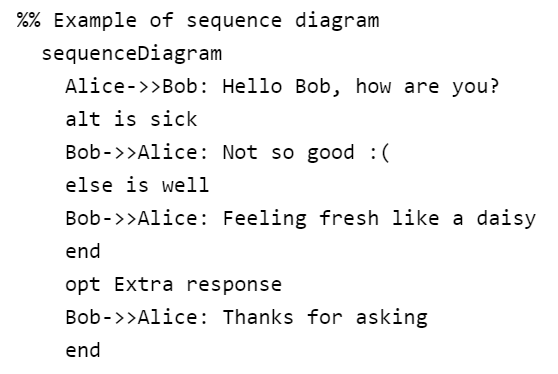 %% Example of sequence diagram
sequenceDiagram
Alice->>Bob: Hello Bob, how are you?
alt is sick
Bob->>Alice: Not so good :(
else is well
Bob->>Alice: Feeling fresh like a daisy
end
opt Extra response
Bob->>Alice: Thanks for asking
end